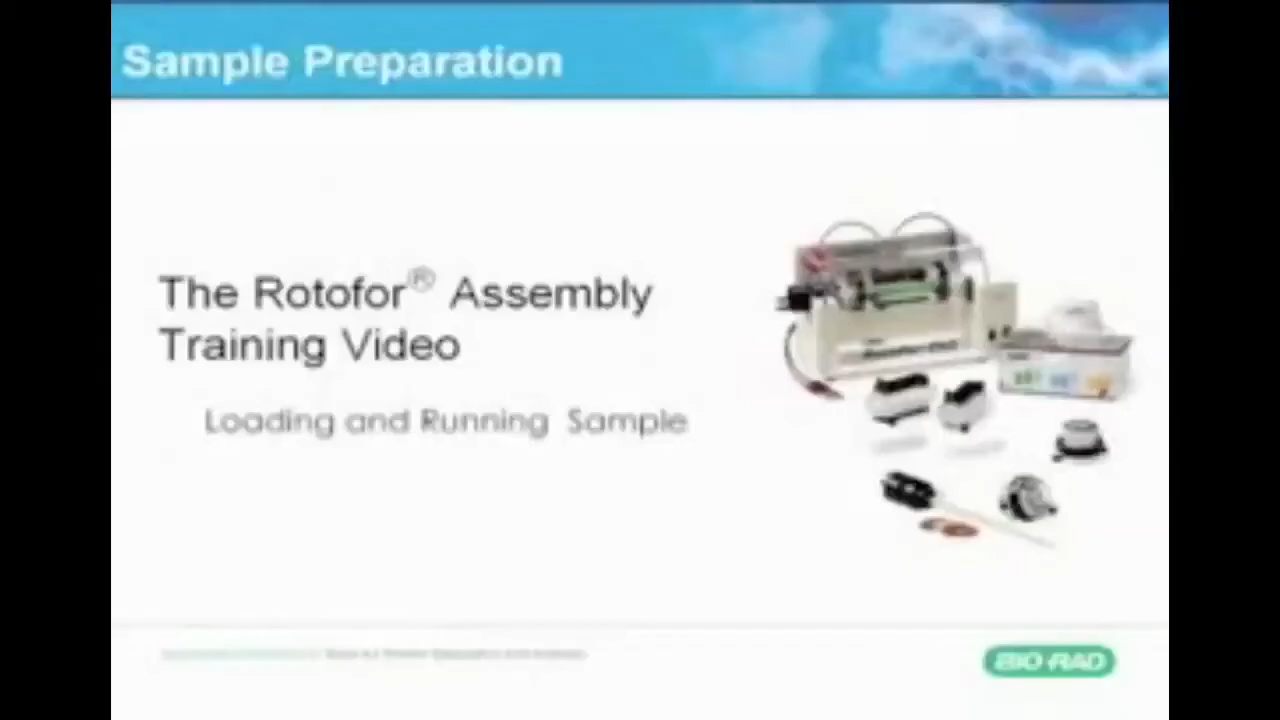 Sample Preparation
The Rotofor® Assembly
Training Video
Loading and Running Sample
BIO-RAD